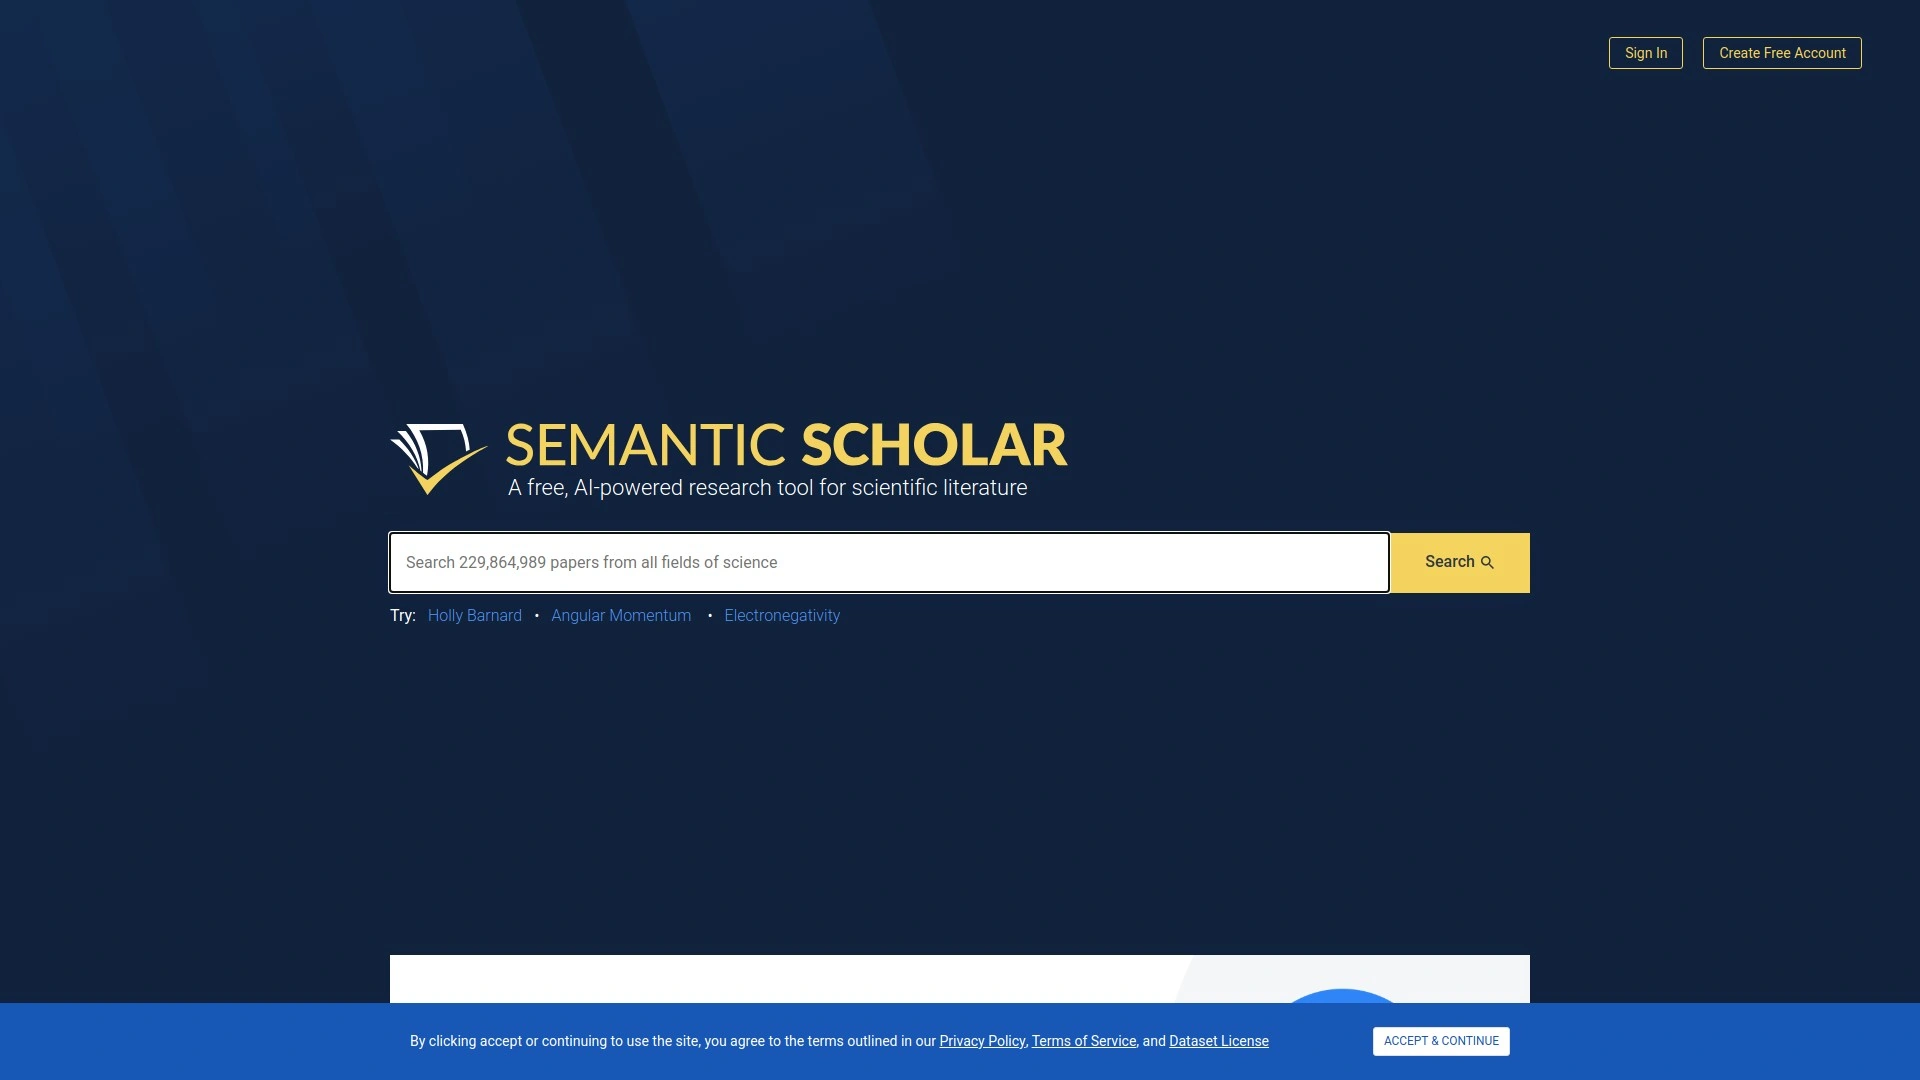 Sign In
Create Free Account
SEMANTIC SCHOLAR
A free, AI-powered research tool for scientific literature
Search 229,864,989 papers from all fields of science
Search
Try: Holly Barnard • Angular Momentum • Electronegativity
By clicking accept or continuing to use the site, you agree to the terms outlined in our Privacy Policy, Terms of Service, and Dataset License
ACCEPT & CONTINUE